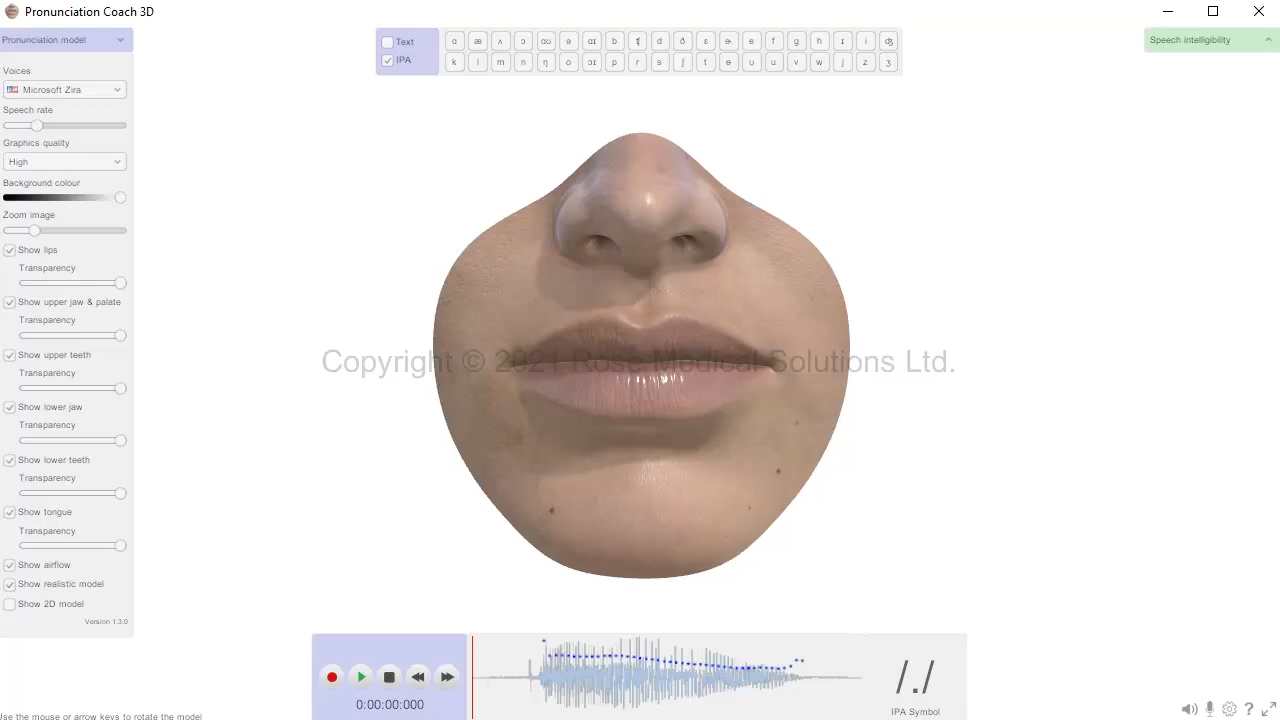 Pronunciation Coach 3D
Pronunciation model
Text
IPA
ɑ æ ʌ ɔ ɑʊ ə ɑɪ b ʧ d ð ɛ ɚ e f g h ɪ i ʤ
k l m n ŋ o ɔɪ p r s ʃ t ɵ ʊ u v w j z ʒ
Speech intelligibility
Voices
Microsoft Zira
Speech rate
Graphics quality
High
Background colour
Zoom image
Show lips
Transparency
Show upper jaw & palate
Transparency
Show upper teeth
Transparency
Show lower jaw
Transparency
Show lower teeth
Transparency
Show tongue
Transparency
Show airflow
Show realistic model
Show 2D model
Version 1.3.0
Copyright © 2021 Rose Medical Solutions Ltd.
0:00:00:000
/./
IPA Symbol
Use the mouse or arrow keys to rotate the model